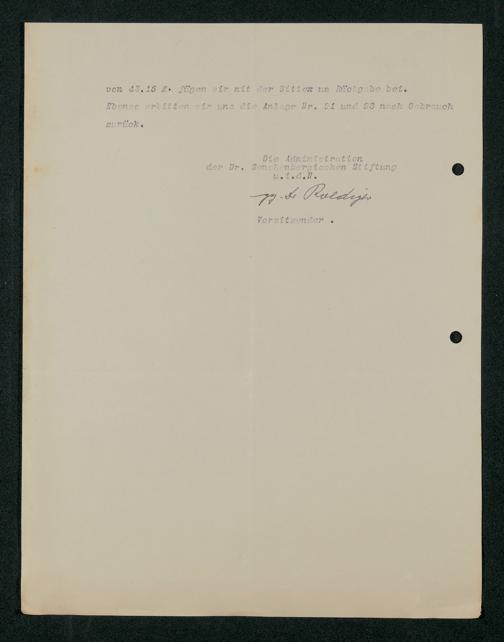 von 43.15 M. fügen wir mit der Bitte um Rückgabe bei.
Ebenso erbitten wir uns die Anlage Nr. 21 und 23 nach Gebrauch
zurück.
Die Administration
der Dr. Senckenbergischen Stiftung
Vorsitzender .